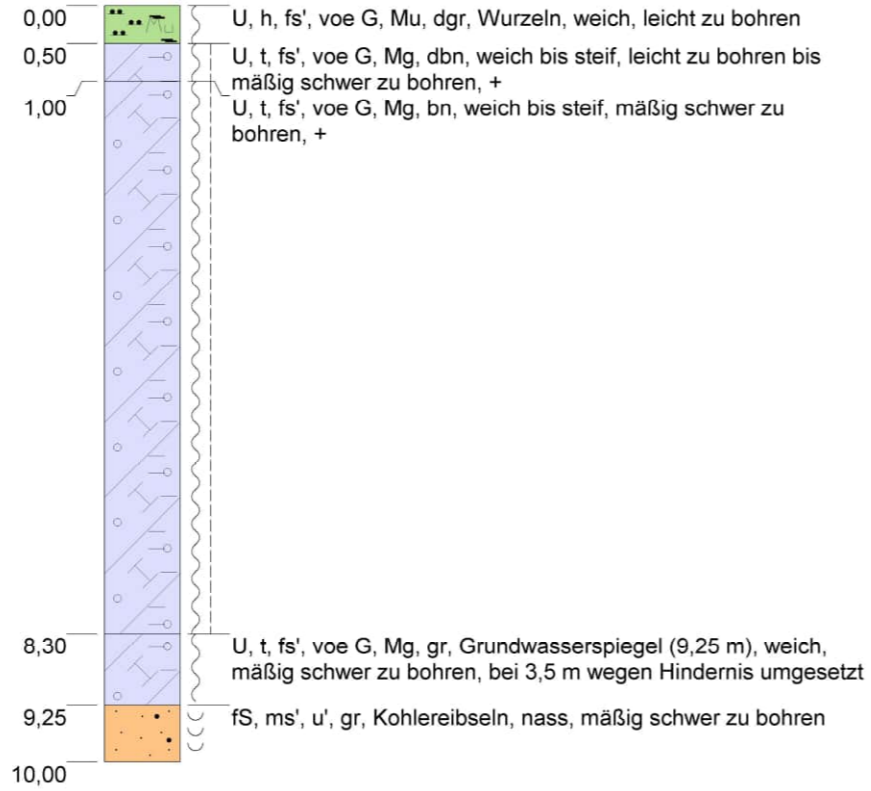 0,00 U, h, fs', voe G, Mu, dgr, Wurzeln, weich, leicht zu bohren
Mu
0,50 U, t, fs', voe G, Mg, dbn, weich bis steif, leicht zu bohren bis
mäßig schwer zu bohren, +
1,00 U, t, fs', voe G, Mg, bn, weich bis steif, mäßig schwer zu
bohren, +
8,30 U, t, fs', voe G, Mg, gr, Grundwasserspiegel (9,25 m), weich,
mäßig schwer zu bohren, bei 3,5 m wegen Hindernis umgesetzt
9,25 fS, ms', u', gr, Kohlereibseln, nass, mäßig schwer zu bohren
10,00